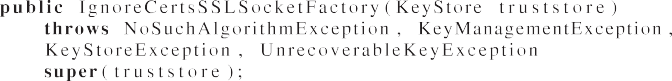 public IgnoreCertsSSLSocketFactory(KeyStore truststore)
throws NoSuchAlgorithmException, KeyManagementException,
KeyStoreException, UnrecoverableKeyException
super(truststore);